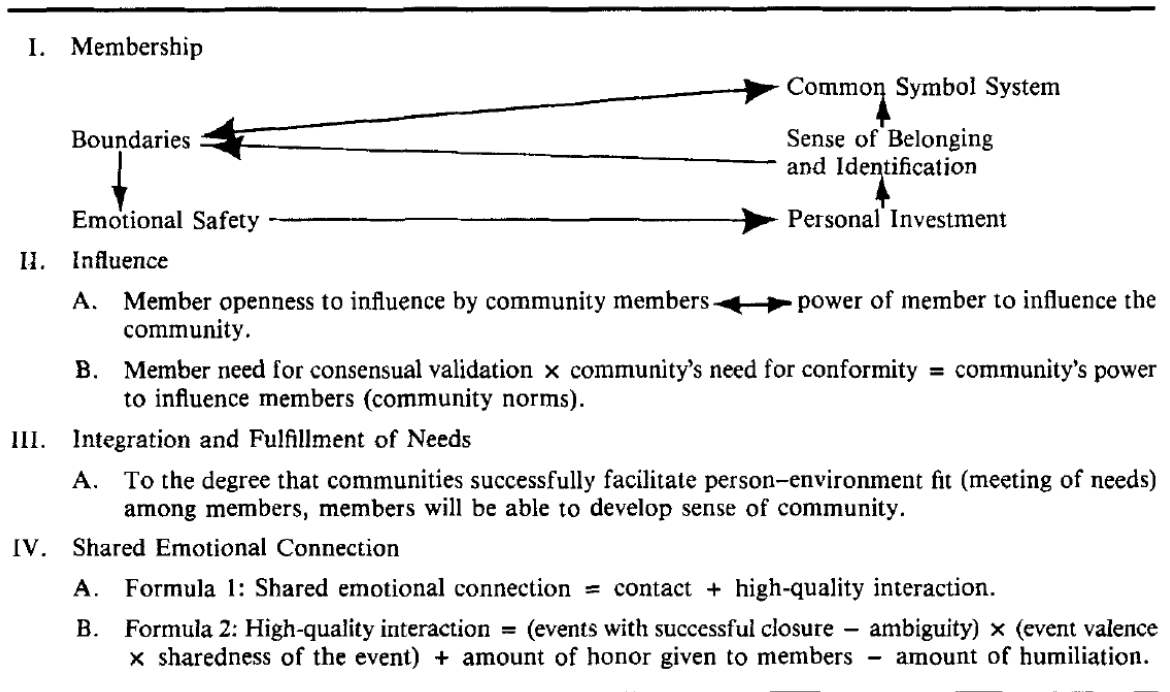 I. Membership
Common Symbol System
Boundaries
Sense of Belonging
and Identification
Emotional Safety
Personal Investment
II. Influence
A. Member openness to influence by community members ↔ power of member to influence the
community.
B. Member need for consensual validation × community's need for conformity = community's power
to influence members (community norms).
III. Integration and Fulfillment of Needs
A. To the degree that communities successfully facilitate person–environment fit (meeting of needs)
among members, members will be able to develop sense of community.
IV. Shared Emotional Connection
A. Formula 1: Shared emotional connection = contact + high-quality interaction.
B. Formula 2: High-quality interaction = (events with successful closure − ambiguity) × (event valence
× sharedness of the event) + amount of honor given to members − amount of humiliation.